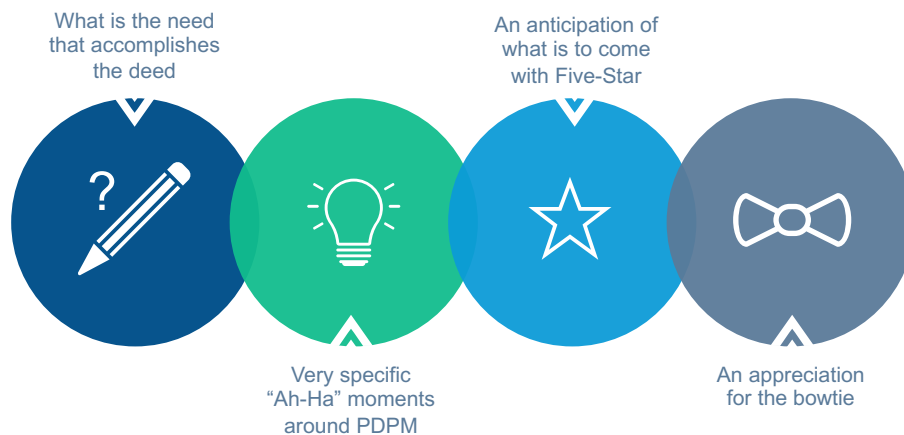 What is the need
that accomplishes
the deed
?
Very specific
“Ah-Ha” moments
around PDPM
An anticipation of
what is to come
with Five-Star
An appreciation
for the bowtie